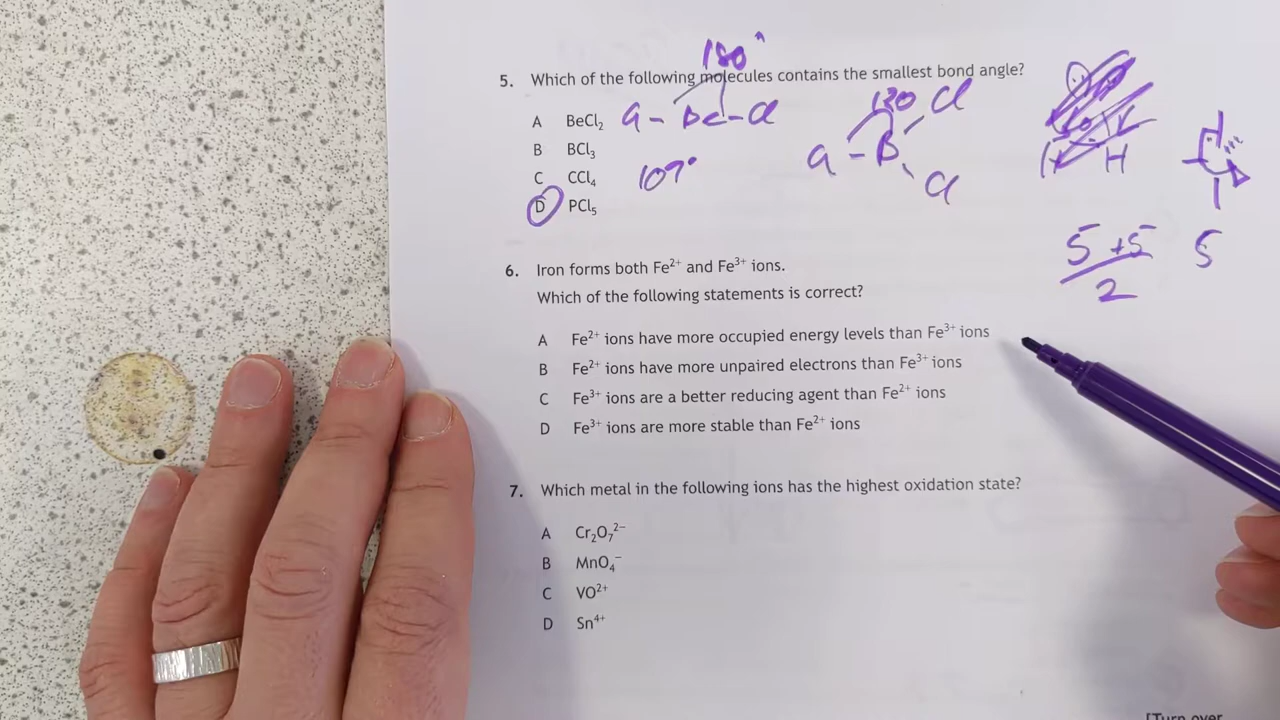 180°
5. Which of the following molecules contains the smallest bond angle?
A BeCl₂ Cl - Be - Cl
120 Cl
B BCl₃
Cl - B
C CCl₄ 107°
Cl
H
D PCl₅
5 + 5
2
5
6. Iron forms both Fe²⁺ and Fe³⁺ ions.
Which of the following statements is correct?
A Fe²⁺ ions have more occupied energy levels than Fe³⁺ ions
B Fe²⁺ ions have more unpaired electrons than Fe³⁺ ions
C Fe³⁺ ions are a better reducing agent than Fe²⁺ ions
D Fe³⁺ ions are more stable than Fe²⁺ ions
7. Which metal in the following ions has the highest oxidation state?
A Cr₂O₇²⁻
B MnO₄⁻
C VO²⁺
D Sn⁴⁺
[Turn over